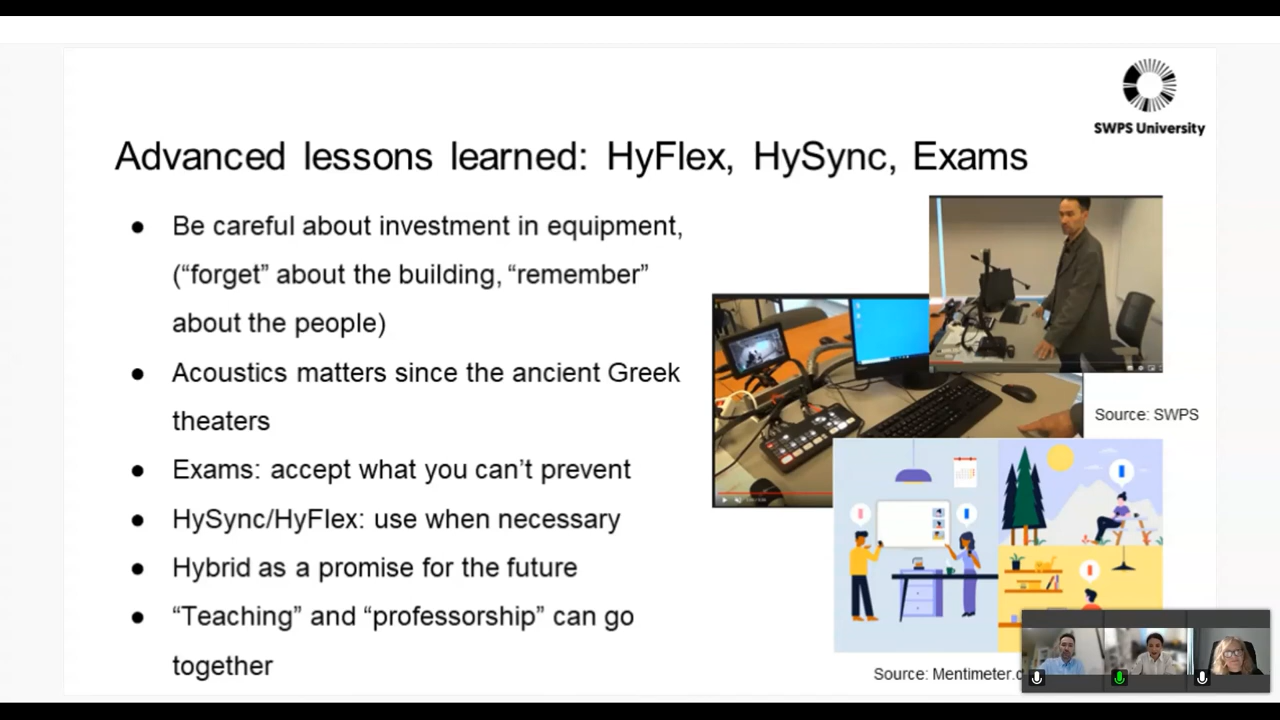 SWPS University
Advanced lessons learned: HyFlex, HySync, Exams
● Be careful about investment in equipment,
(“forget” about the building, “remember”
about the people)
● Acoustics matters since the ancient Greek
theaters
● Exams: accept what you can’t prevent
● HySync/HyFlex: use when necessary
● Hybrid as a promise for the future
● “Teaching” and “professorship” can go
together
Source: SWPS
Source: Mentimeter.c